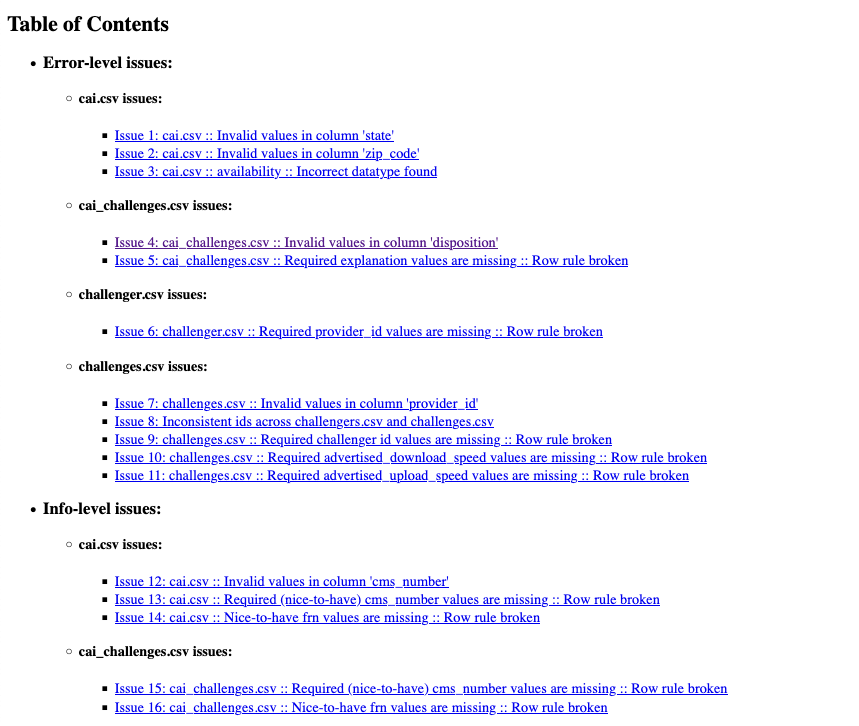 Table of Contents
Error-level issues:
cai.csv issues:
Issue 1: cai.csv :: Invalid values in column 'state'
Issue 2: cai.csv :: Invalid values in column 'zip_code'
Issue 3: cai.csv :: availability :: Incorrect datatype found
cai_challenges.csv issues:
Issue 4: cai_challenges.csv :: Invalid values in column 'disposition'
Issue 5: cai_challenges.csv :: Required explanation values are missing :: Row rule broken
challenger.csv issues:
Issue 6: challenger.csv :: Required provider_id values are missing :: Row rule broken
challenges.csv issues:
Issue 7: challenges.csv :: Invalid values in column 'provider_id'
Issue 8: Inconsistent ids across challengers.csv and challenges.csv
Issue 9: challenges.csv :: Required challenger id values are missing :: Row rule broken
Issue 10: challenges.csv :: Required advertised_download_speed values are missing :: Row rule broken
Issue 11: challenges.csv :: Required advertised_upload_speed values are missing :: Row rule broken
Info-level issues:
cai.csv issues:
Issue 12: cai.csv :: Invalid values in column 'cms_number'
Issue 13: cai.csv :: Required (nice-to-have) cms_number values are missing :: Row rule broken
Issue 14: cai.csv :: Nice-to-have frn values are missing :: Row rule broken
cai_challenges.csv issues:
Issue 15: cai_challenges.csv :: Required (nice-to-have) cms_number values are missing :: Row rule broken
Issue 16: cai_challenges.csv :: Nice-to-have frn values are missing :: Row rule broken